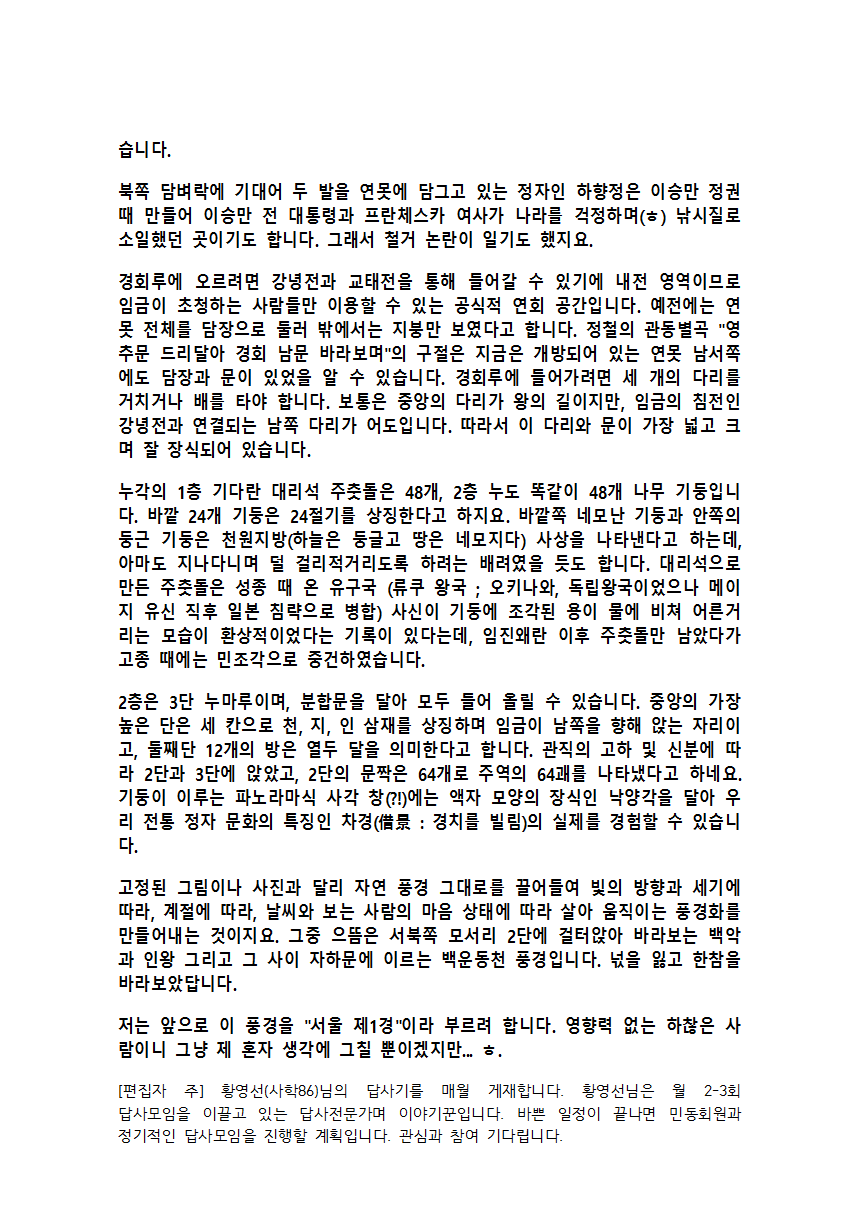 습니다.
북쪽 담벼락에 기대어 두 발을 연못에 담그고 있는 정자인 하향정은 이승만 정권
때 만들어 이승만 전 대통령과 프란체스카 여사가 나라를 걱정하며(ㅎ) 낚시질로
소일했던 곳이기도 합니다. 그래서 철거 논란이 일기도 했지요.
경회루에 오르려면 강녕전과 교태전을 통해 들어갈 수 있기에 내전 영역이므로
임금이 초청하는 사람들만 이용할 수 있는 공식적 연회 공간입니다. 예전에는 연
못 전체를 담장으로 둘러 밖에서는 지붕만 보였다고 합니다. 정철의 관동별곡 "영
추문 드리달아 경회 남문 바라보며"의 구절은 지금은 개방되어 있는 연못 남서쪽
에도 담장과 문이 있었을 알 수 있습니다. 경회루에 들어가려면 세 개의 다리를
거치거나 배를 타야 합니다. 보통은 중앙의 다리가 왕의 길이지만, 임금의 침전인
강녕전과 연결되는 남쪽 다리가 어도입니다. 따라서 이 다리와 문이 가장 넓고 크
며 잘 장식되어 있습니다.
누각의 1층 기다란 대리석 주춧돌은 48개, 2층 누도 똑같이 48개 나무 기둥입니
다. 바깥 24개 기둥은 24절기를 상징한다고 하지요. 바깥쪽 네모난 기둥과 안쪽의
둥근 기둥은 천원지방(하늘은 둥글고 땅은 네모지다) 사상을 나타낸다고 하는데,
아마도 지나다니며 덜 걸리적거리도록 하려는 배려였을 듯도 합니다. 대리석으로
만든 주춧돌은 성종 때 온 유구국 (류쿠 왕국 ; 오키나와, 독립왕국이었으나 메이
지 유신 직후 일본 침략으로 병합) 사신이 기둥에 조각된 용이 물에 비쳐 어른거
리는 모습이 환상적이었다는 기록이 있다는데, 임진왜란 이후 주춧돌만 남았다가
고종 때에는 민조각으로 중건하였습니다.
2층은 3단 누마루이며, 분합문을 달아 모두 들어 올릴 수 있습니다. 중앙의 가장
높은 단은 세 칸으로 천, 지, 인 삼재를 상징하며 임금이 남쪽을 향해 앉는 자리이
고, 둘째단 12개의 방은 열두 달을 의미한다고 합니다. 관직의 고하 및 신분에 따
라 2단과 3단에 앉았고, 2단의 문짝은 64개로 주역의 64괘를 나타냈다고 하네요.
기둥이 이루는 파노라마식 사각 창(?!)에는 액자 모양의 장식인 낙양각을 달아 우
리 전통 정자 문화의 특징인 차경(借景 : 경치를 빌림)의 실제를 경험할 수 있습니
다.
고정된 그림이나 사진과 달리 자연 풍경 그대로를 끌어들여 빛의 방향과 세기에
따라, 계절에 따라, 날씨와 보는 사람의 마음 상태에 따라 살아 움직이는 풍경화를
만들어내는 것이지요. 그중 으뜸은 서북쪽 모서리 2단에 걸터앉아 바라보는 백악
과 인왕 그리고 그 사이 자하문에 이르는 백운동천 풍경입니다. 넋을 잃고 한참을
바라보았답니다.
저는 앞으로 이 풍경을 "서울 제1경"이라 부르려 합니다. 영향력 없는 하찮은 사
람이니 그냥 제 혼자 생각에 그칠 뿐이겠지만... ㅎ.
[편집자 주] 황영선(사학86)님의 답사기를 매월 게재합니다. 황영선님은 월 2-3회
답사모임을 이끌고 있는 답사전문가며 이야기꾼입니다. 바쁜 일정이 끝나면 민동회원과
정기적인 답사모임을 진행할 계획입니다. 관심과 참여 기다립니다.